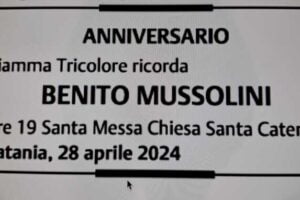 ANNIVERSARIO
iamma Tricolore ricorda
BENITO MUSSOLINI
re 19 Santa Messa Chiesa Santa Cater
atania, 28 aprile 2024